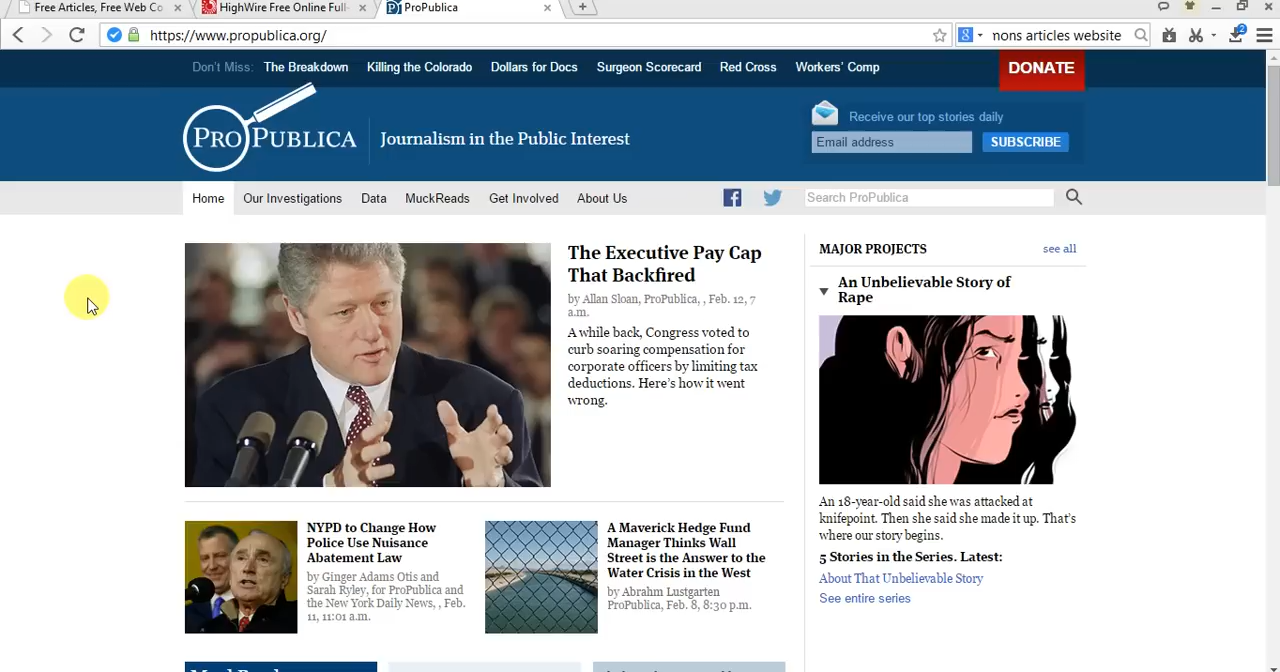 Free Articles, Free Web Co
HighWire Free Online Full-
ProPublica
https://www.propublica.org/
nons articles website
2
Don't Miss: The Breakdown Killing the Colorado Dollars for Docs Surgeon Scorecard Red Cross Workers' Comp
DONATE
PROPUBLICA
Journalism in the Public Interest
Receive our top stories daily
Email address
SUBSCRIBE
Home Our Investigations Data MuckReads Get Involved About Us
Search ProPublica
The Executive Pay Cap
That Backfired
by Allan Sloan, ProPublica, , Feb. 12, 7
a.m.
A while back, Congress voted to
curb soaring compensation for
corporate officers by limiting tax
deductions. Here's how it went
wrong.
NYPD to Change How
Police Use Nuisance
Abatement Law
by Ginger Adams Otis and
Sarah Ryley, for ProPublica and
the New York Daily News, , Feb.
11, 11:01 a.m.
A Maverick Hedge Fund
Manager Thinks Wall
Street is the Answer to the
Water Crisis in the West
by Abrahm Lustgarten
ProPublica, Feb. 8, 8:30 p.m.
MAJOR PROJECTS
see all
An Unbelievable Story of
Rape
An 18-year-old said she was attacked at
knifepoint. Then she said she made it up. That's
where our story begins.
5 Stories in the Series. Latest:
About That Unbelievable Story
See entire series